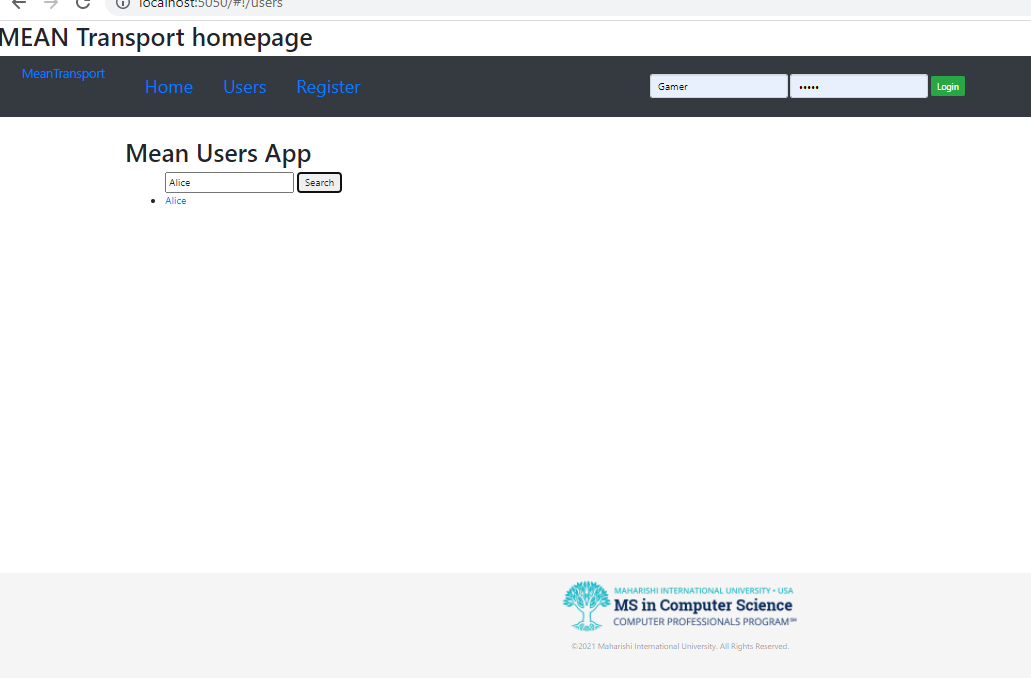 localhost:5050/#!/users
MEAN Transport homepage
MeanTransport Home Users Register Gamer ••••• Login
Mean Users App
Alice Search
• Alice
MAHARISHI INTERNATIONAL UNIVERSITY • USA
MS in Computer Science
COMPUTER PROFESSIONALS PROGRAM℠
©2021 Maharishi International University. All Rights Reserved.